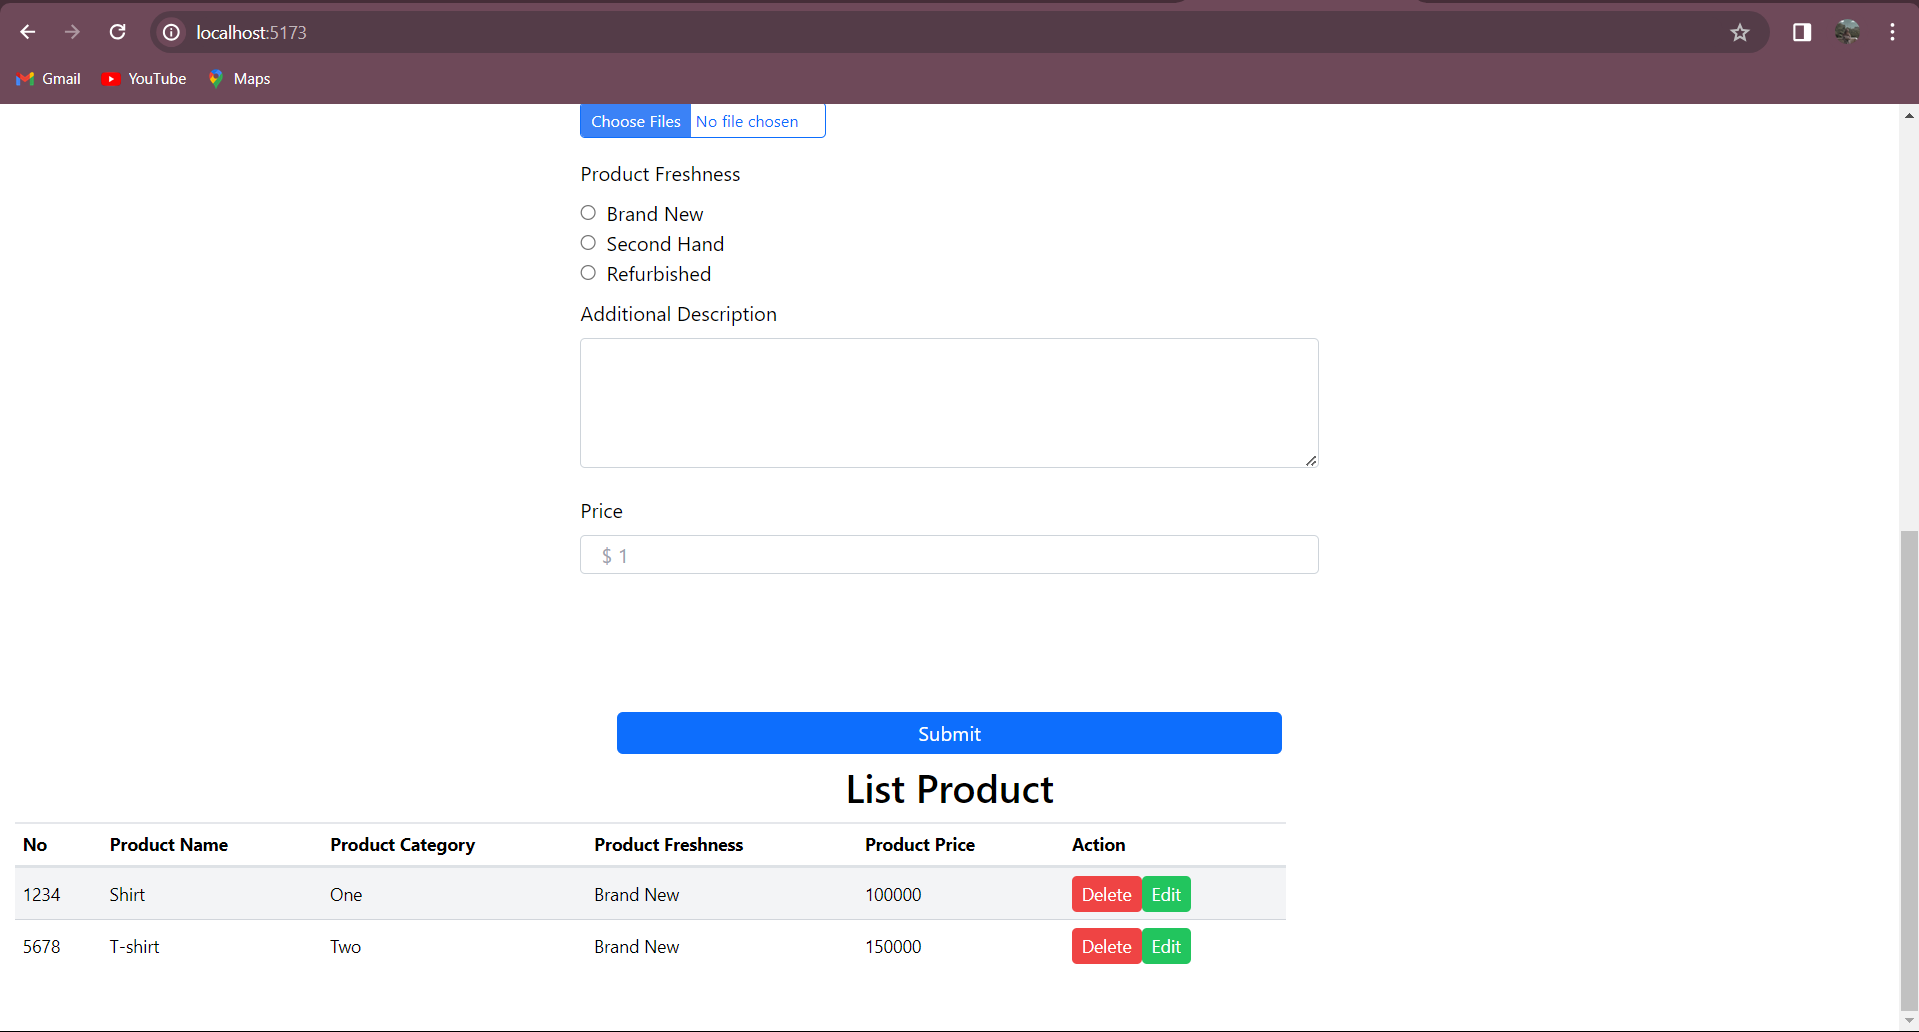 localhost:5173
Gmail YouTube Maps
Choose Files No file chosen
Product Freshness
Brand New
Second Hand
Refurbished
Additional Description
Price
$ 1
Submit
List Product
No Product Name Product Category Product Freshness Product Price Action
1234 Shirt One Brand New 100000 Delete Edit
5678 T-shirt Two Brand New 150000 Delete Edit